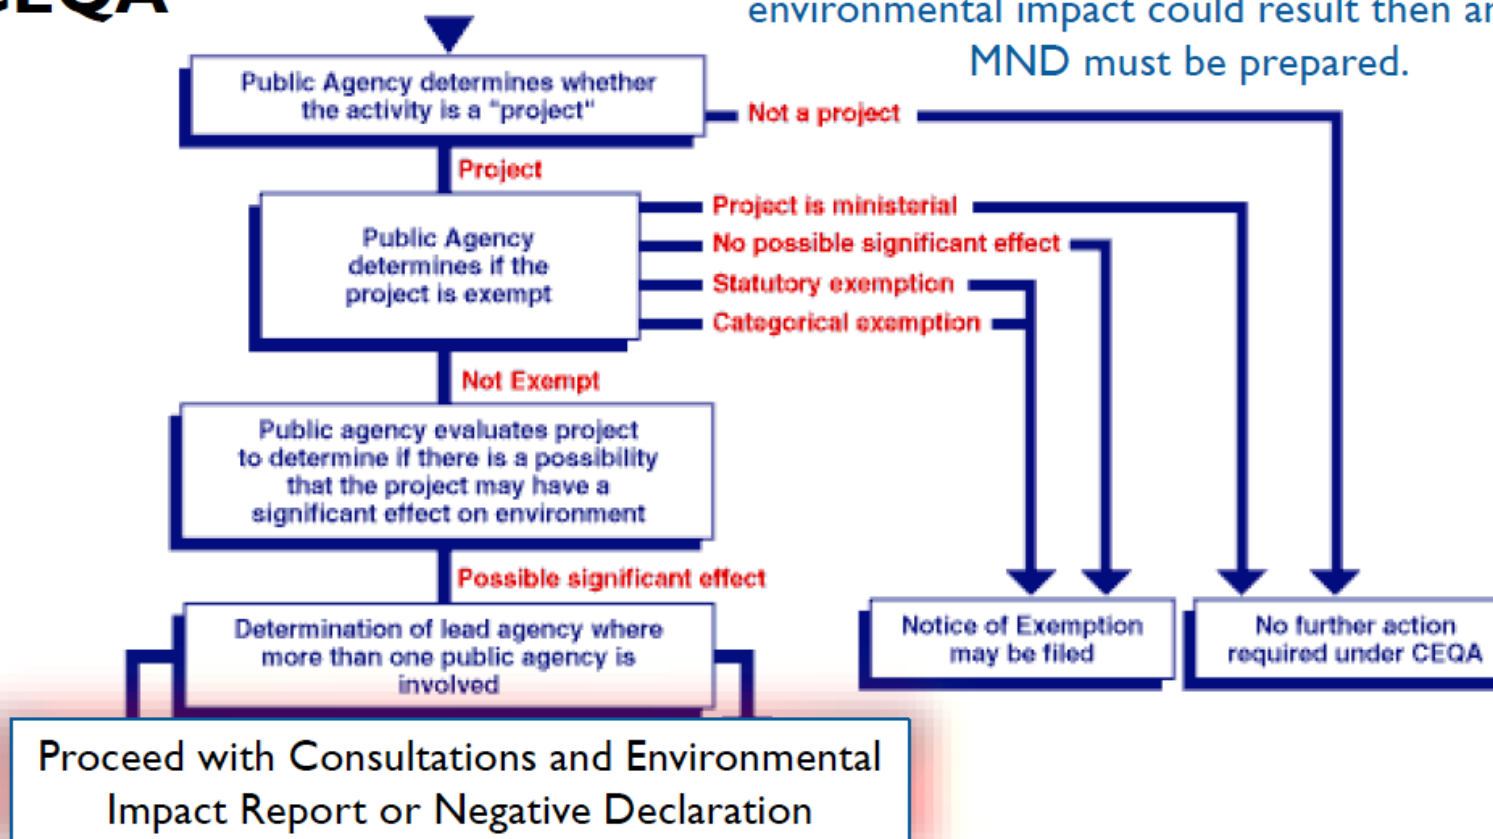 CEQA
environmental impact could result then an
MND must be prepared.
Public Agency determines whether
the activity is a "project"
Not a project
Project
Public Agency
determines if the
project is exempt
Project is ministerial
No possible significant effect
Statutory exemption
Categorical exemption
Not Exempt
Public agency evaluates project
to determine if there is a possibility
that the project may have a
significant effect on environment
Possible significant effect
Determination of lead agency where
more than one public agency is
involved
Notice of Exemption
may be filed
No further action
required under CEQA
Proceed with Consultations and Environmental
Impact Report or Negative Declaration